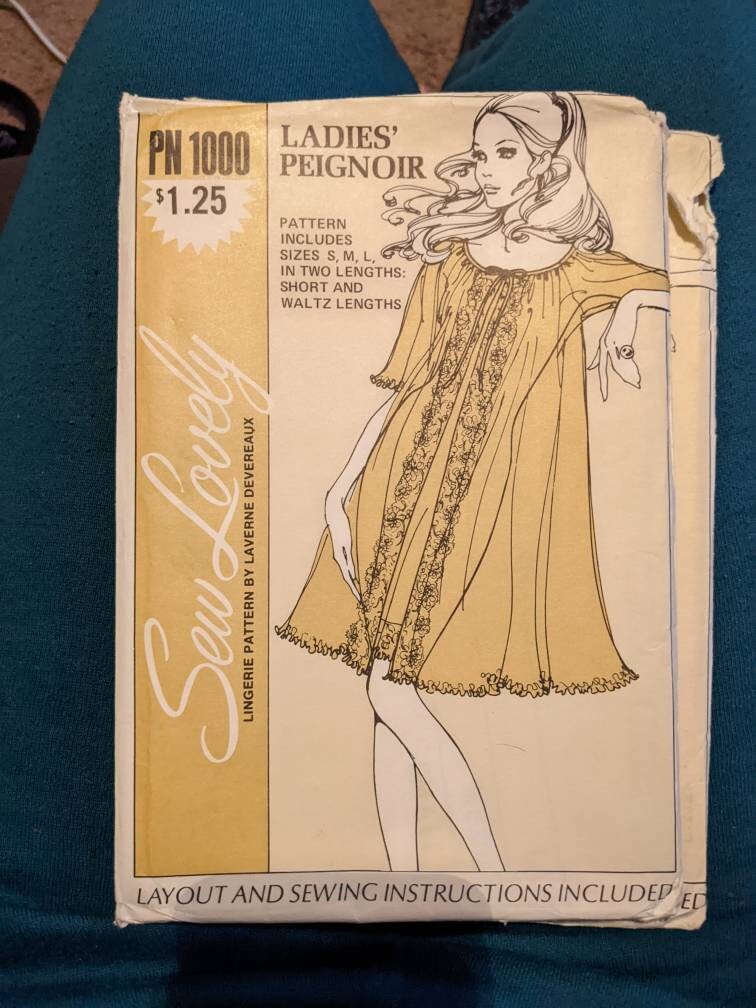 PN 1000
$1.25
LADIES'
PEIGNOIR
PATTERN
INCLUDES
SIZES S, M, L,
IN TWO LENGTHS:
SHORT AND
WALTZ LENGTHS
Sew Lovely
LINGERIE PATTERN BY LAVERNE DEVEREAUX
LAYOUT AND SEWING INSTRUCTIONS INCLUDED
ED